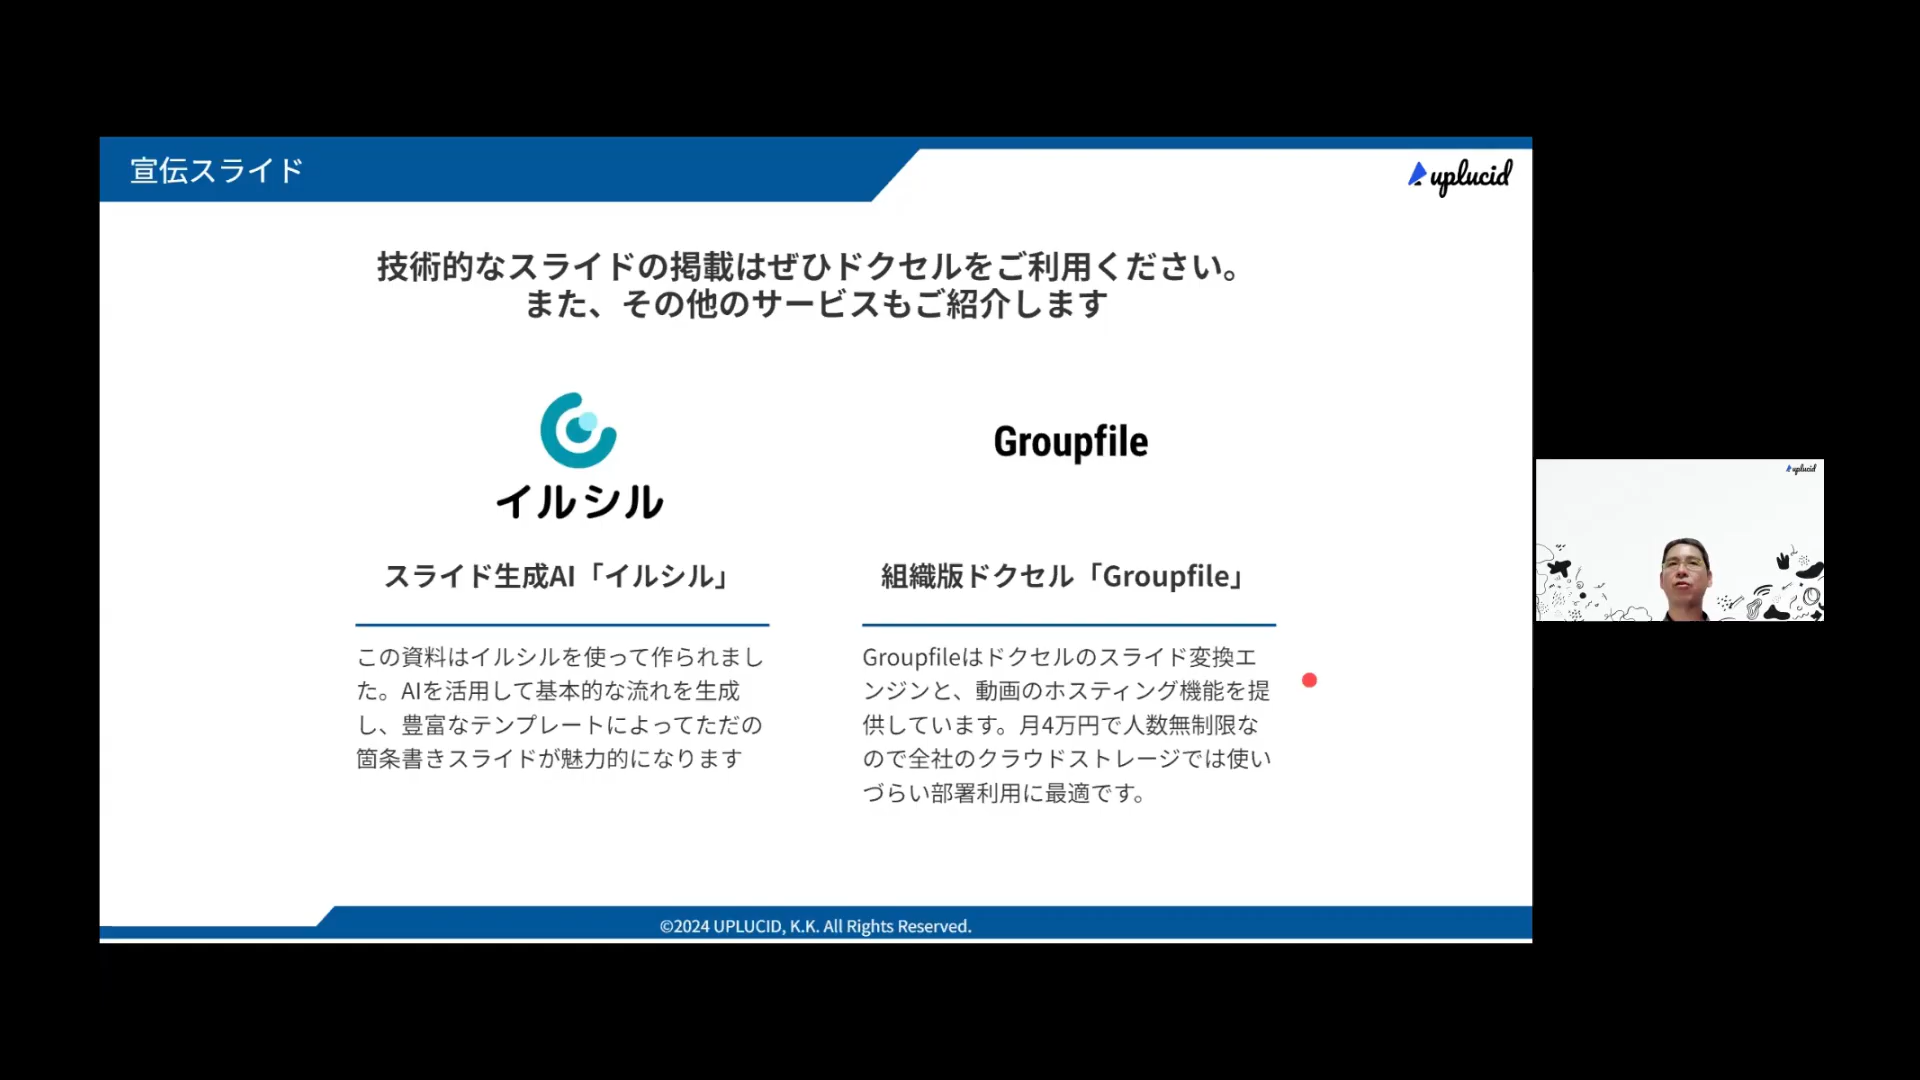 宣伝スライド
uplucid
技術的なスライドの掲載はぜひドクセルをご利用ください。
また、その他のサービスもご紹介します
イルシル
スライド生成AI「イルシル」
この資料はイルシルを使って作られまし
た。AIを活用して基本的な流れを生成
し、豊富なテンプレートによってただの
箇条書きスライドが魅力的になります
Groupfile
組織版ドクセル「Groupfile」
Groupfileはドクセルのスライド変換エ
ンジンと、動画のホスティング機能を提
供しています。月4万円で人数無制限な
ので全社のクラウドストレージでは使い
づらい部署利用に最適です。
uplucid
©2024 UPLUCID, K.K. All Rights Reserved.